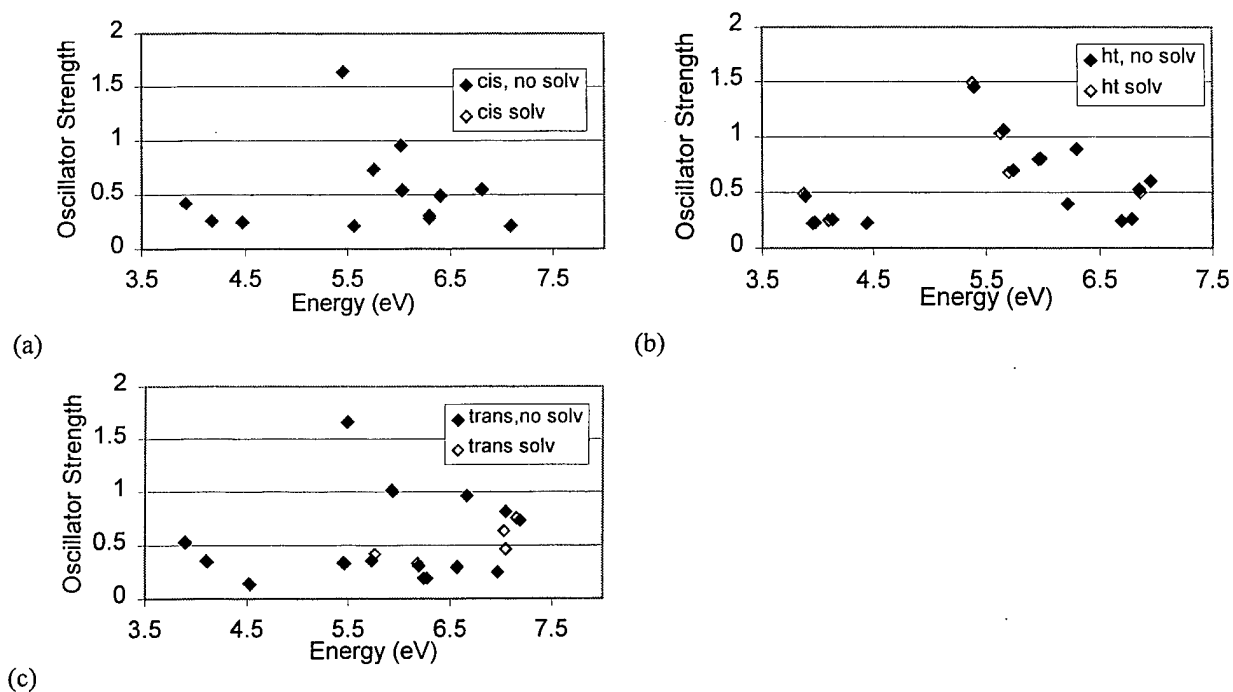 2
1.5
1
0.5
0
Oscillator Strength
cis, no solv
cis solv
3.5 4.5 5.5 6.5 7.5
Energy (eV)
(a)
2
1.5
1
0.5
0
Oscillator Strength
ht, no solv
ht solv
3.5 4.5 5.5 6.5 7.5
Energy (eV)
(b)
2
1.5
1
0.5
0
Oscillator Strength
trans,no solv
trans solv
3.5 4.5 5.5 6.5 7.5
Energy (eV)
(c)